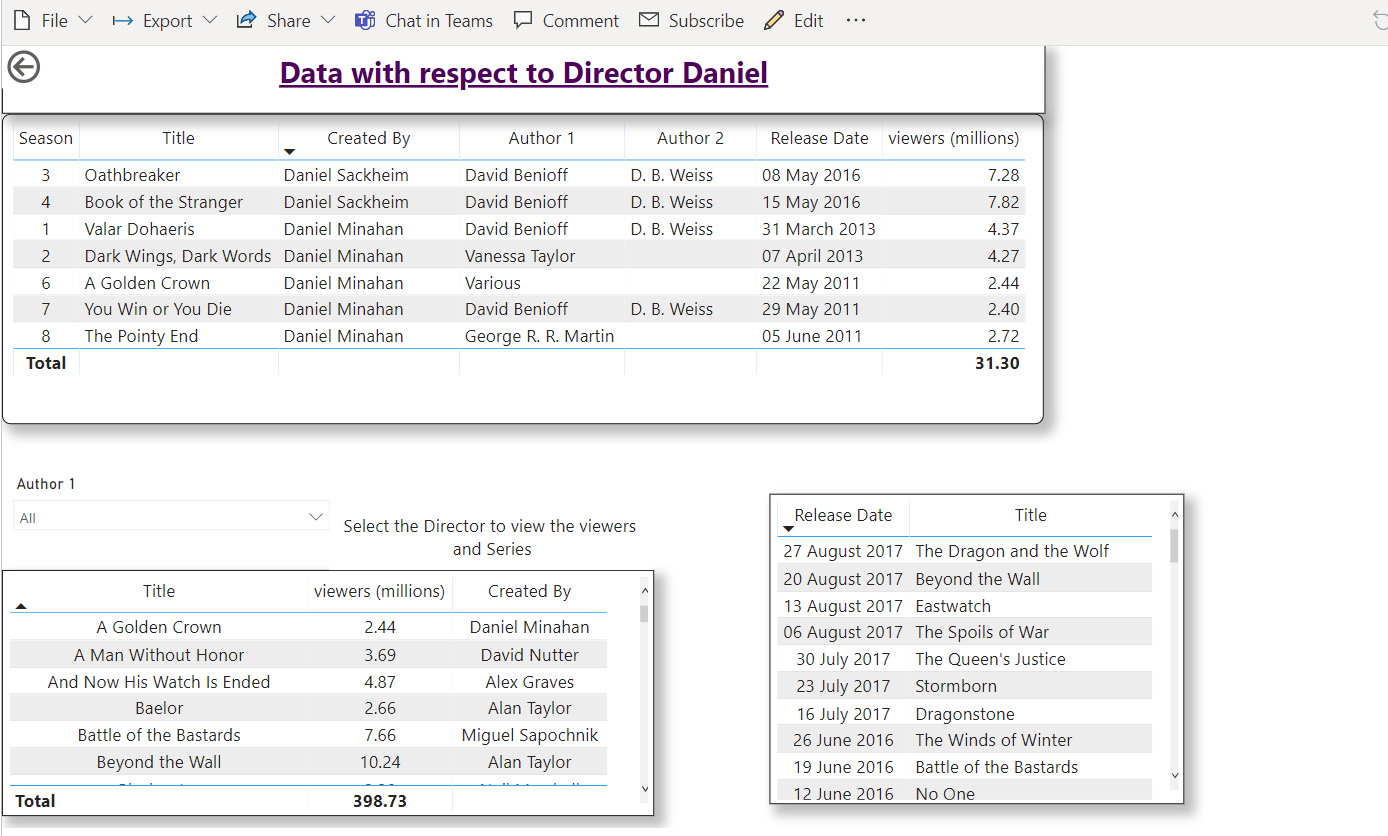 File Export Share Chat in Teams Comment Subscribe Edit ...
Data with respect to Director Daniel
Season Title Created By Author 1 Author 2 Release Date viewers (millions)
3 Oathbreaker Daniel Sackheim David Benioff D. B. Weiss 08 May 2016 7.28
4 Book of the Stranger Daniel Sackheim David Benioff D. B. Weiss 15 May 2016 7.82
1 Valar Dohaeris Daniel Minahan David Benioff D. B. Weiss 31 March 2013 4.37
2 Dark Wings, Dark Words Daniel Minahan Vanessa Taylor 07 April 2013 4.27
6 A Golden Crown Daniel Minahan Various 22 May 2011 2.44
7 You Win or You Die Daniel Minahan David Benioff D. B. Weiss 29 May 2011 2.40
8 The Pointy End Daniel Minahan George R. R. Martin 05 June 2011 2.72
Total 31.30
Author 1
All
Select the Director to view the viewers
and Series
Title viewers (millions) Created By
A Golden Crown 2.44 Daniel Minahan
A Man Without Honor 3.69 David Nutter
And Now His Watch Is Ended 4.87 Alex Graves
Baelor 2.66 Alan Taylor
Battle of the Bastards 7.66 Miguel Sapochnik
Beyond the Wall 10.24 Alan Taylor
Total 398.73
Release Date Title
27 August 2017 The Dragon and the Wolf
20 August 2017 Beyond the Wall
13 August 2017 Eastwatch
06 August 2017 The Spoils of War
30 July 2017 The Queen's Justice
23 July 2017 Stormborn
16 July 2017 Dragonstone
26 June 2016 The Winds of Winter
19 June 2016 Battle of the Bastards
12 June 2016 No One